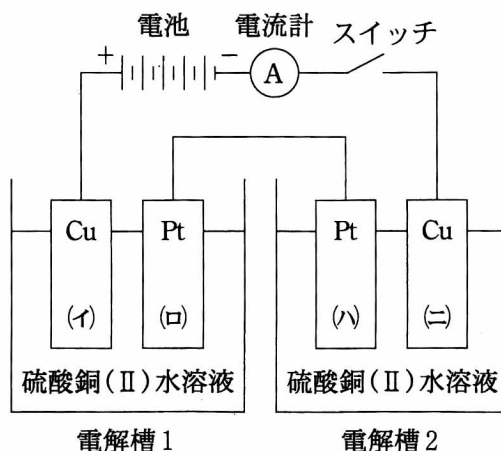 電池 電流計 スイッチ
+ − A
Cu Pt Pt Cu
(イ) (ロ) (ハ) (ニ)
硫酸銅(Ⅱ)水溶液 硫酸銅(Ⅱ)水溶液
電解槽1 電解槽2